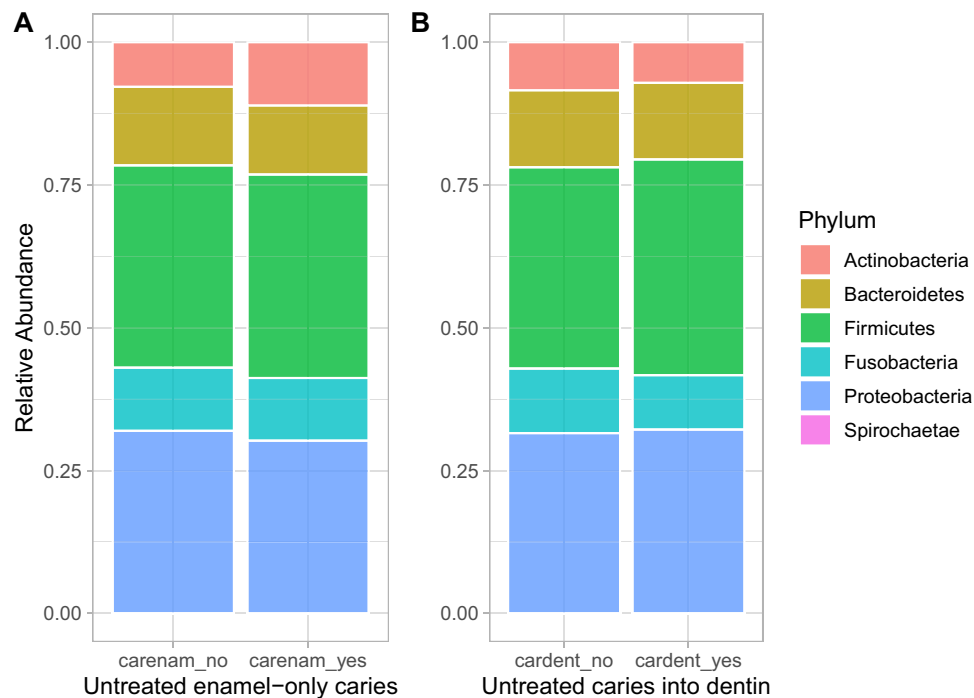 A
B
Relative Abundance
1.00
0.75
0.50
0.25
0.00
carenam_no carenam_yes
Untreated enamel−only caries
1.00
0.75
0.50
0.25
0.00
cardent_no cardent_yes
Untreated caries into dentin
Phylum
Actinobacteria
Bacteroidetes
Firmicutes
Fusobacteria
Proteobacteria
Spirochaetae